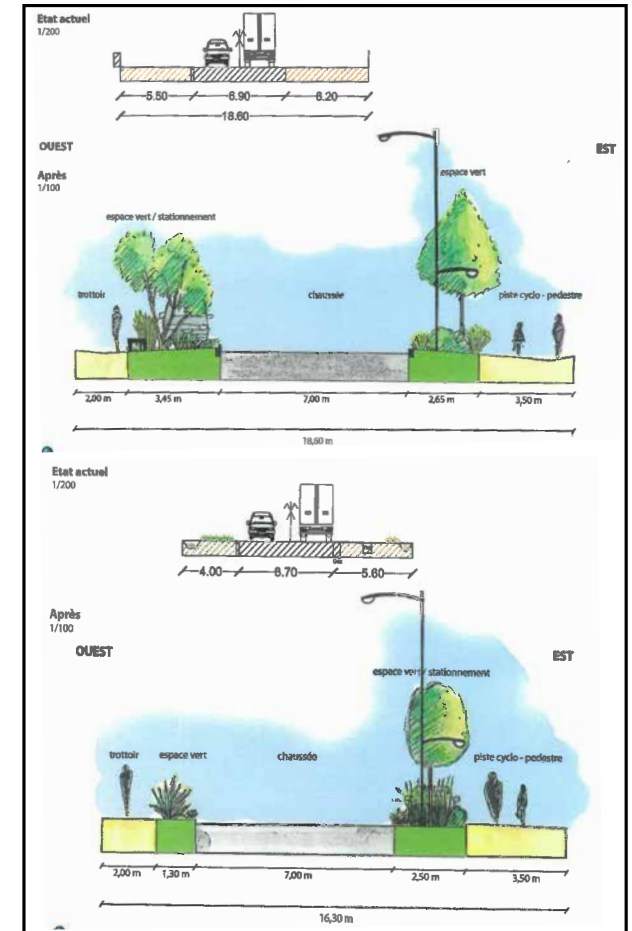 Etat actuel
1/200
5.50 6.90 6.20
18.60
OUEST
EST
Après
1/100
espace vert
espace vert / stationnement
trottoir
chaussée
piste cyclo - pedestre
2,00 m 3,45 m 7,00 m 2,65 m 3,50 m
18,60 m
Etat actuel
1/200
4.00 6.70 5.60
Après
1/100
OUEST
EST
espace vert / stationnement
trottoir espace vert chaussée piste cyclo - pedestre
2,00 m 1,30 m 7,00 m 2,50 m 3,50 m
16,30 m